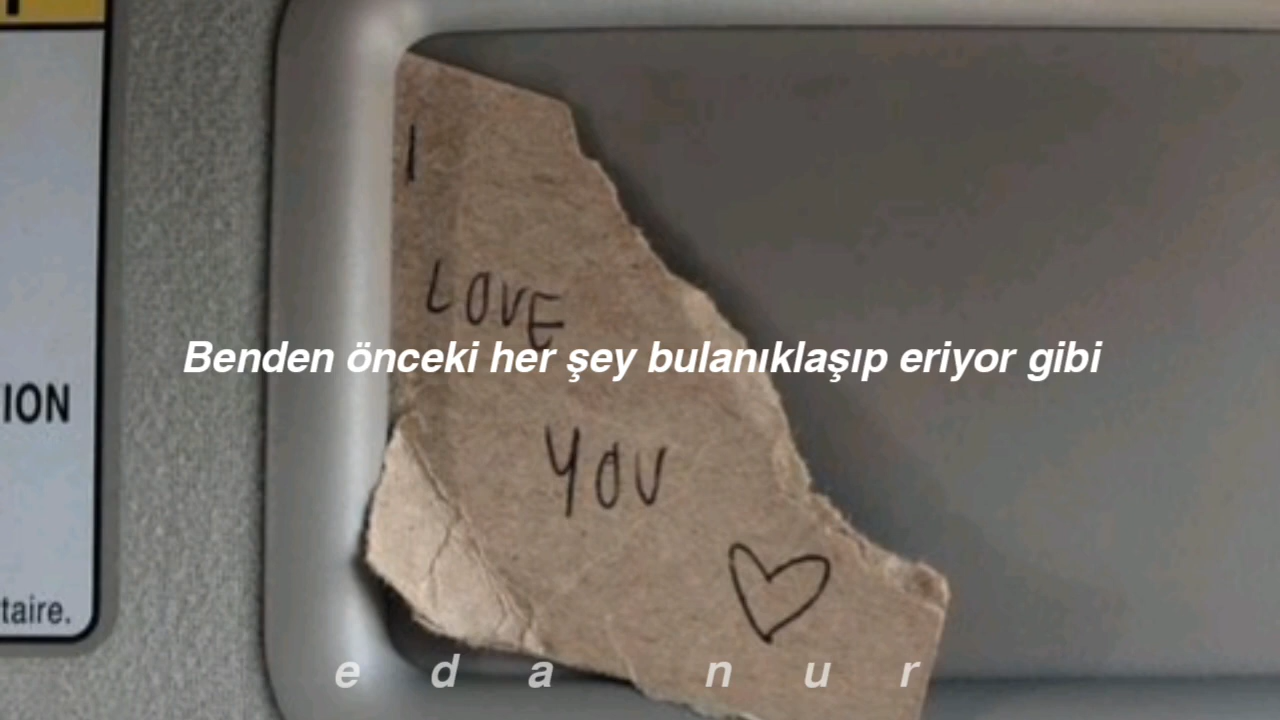 I
LOVE
Benden önceki her şey bulanıklaşıp eriyor gibi
ION
YOU
taire.
e d a n u r